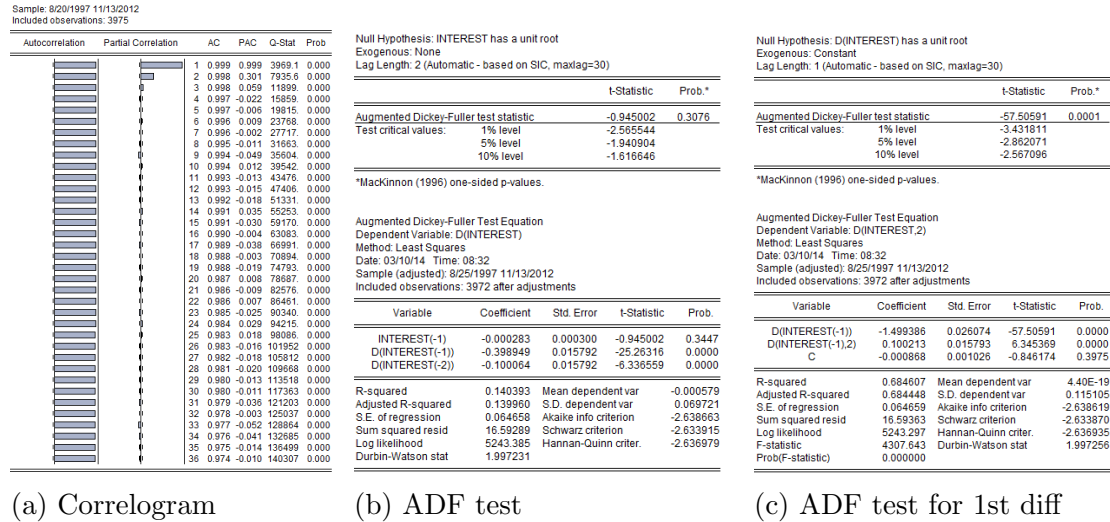 Sample: 8/20/1997 11/13/2012
Included observations: 3975
Autocorrelation Partial Correlation AC PAC Q-Stat Prob
1 0.999 0.999 3969.1 0.000
2 0.998 0.301 7935.6 0.000
3 0.998 0.059 11899. 0.000
4 0.997 -0.022 15859. 0.000
5 0.997 -0.006 19815. 0.000
6 0.996 0.009 23768. 0.000
7 0.996 -0.002 27717. 0.000
8 0.995 -0.011 31663. 0.000
9 0.994 -0.049 35604. 0.000
10 0.994 0.012 39542. 0.000
11 0.993 -0.013 43476. 0.000
12 0.993 -0.015 47406. 0.000
13 0.992 -0.018 51331. 0.000
14 0.991 0.035 55253. 0.000
15 0.991 -0.030 59170. 0.000
16 0.990 -0.004 63083. 0.000
17 0.989 -0.038 66991. 0.000
18 0.988 -0.003 70894. 0.000
19 0.988 -0.019 74793. 0.000
20 0.987 0.008 78687. 0.000
21 0.986 -0.009 82576. 0.000
22 0.986 0.007 86461. 0.000
23 0.985 -0.025 90340. 0.000
24 0.984 0.029 94215. 0.000
25 0.983 0.018 98086. 0.000
26 0.983 -0.016 101952 0.000
27 0.982 -0.018 105812 0.000
28 0.981 -0.020 109668 0.000
29 0.980 -0.013 113518 0.000
30 0.980 -0.011 117363 0.000
31 0.979 -0.036 121203 0.000
32 0.978 -0.003 125037 0.000
33 0.977 -0.052 128864 0.000
34 0.976 -0.041 132685 0.000
35 0.975 -0.014 136499 0.000
36 0.974 -0.010 140307 0.000
(a) Correlogram
Null Hypothesis: INTEREST has a unit root
Exogenous: None
Lag Length: 2 (Automatic - based on SIC, maxlag=30)
t-Statistic Prob.*
Augmented Dickey-Fuller test statistic -0.945002 0.3076
Test critical values: 1% level -2.565544
5% level -1.940904
10% level -1.616646
*MacKinnon (1996) one-sided p-values.
Augmented Dickey-Fuller Test Equation
Dependent Variable: D(INTEREST)
Method: Least Squares
Date: 03/10/14 Time: 08:32
Sample (adjusted): 8/25/1997 11/13/2012
Included observations: 3972 after adjustments
Variable Coefficient Std. Error t-Statistic Prob.
INTEREST(-1) -0.000283 0.000300 -0.945002 0.3447
D(INTEREST(-1)) -0.398949 0.015792 -25.26316 0.0000
D(INTEREST(-2)) -0.100064 0.015792 -6.336559 0.0000
R-squared 0.140393 Mean dependent var -0.000579
Adjusted R-squared 0.139960 S.D. dependent var 0.069721
S.E. of regression 0.064658 Akaike info criterion -2.638663
Sum squared resid 16.59289 Schwarz criterion -2.633915
Log likelihood 5243.385 Hannan-Quinn criter. -2.636979
Durbin-Watson stat 1.997231
(b) ADF test
Null Hypothesis: D(INTEREST) has a unit root
Exogenous: Constant
Lag Length: 1 (Automatic - based on SIC, maxlag=30)
t-Statistic Prob.*
Augmented Dickey-Fuller test statistic -57.50591 0.0001
Test critical values: 1% level -3.431811
5% level -2.862071
10% level -2.567096
*MacKinnon (1996) one-sided p-values.
Augmented Dickey-Fuller Test Equation
Dependent Variable: D(INTEREST,2)
Method: Least Squares
Date: 03/10/14 Time: 08:32
Sample (adjusted): 8/25/1997 11/13/2012
Included observations: 3972 after adjustments
Variable Coefficient Std. Error t-Statistic Prob.
D(INTEREST(-1)) -1.499386 0.026074 -57.50591 0.0000
D(INTEREST(-1),2) 0.100213 0.015793 6.345369 0.0000
C -0.000868 0.001026 -0.846174 0.3975
R-squared 0.684607 Mean dependent var 4.40E-19
Adjusted R-squared 0.684448 S.D. dependent var 0.115105
S.E. of regression 0.064659 Akaike info criterion -2.638619
Sum squared resid 16.59363 Schwarz criterion -2.633870
Log likelihood 5243.297 Hannan-Quinn criter. -2.636935
F-statistic 4307.643 Durbin-Watson stat 1.997256
Prob(F-statistic) 0.000000
(c) ADF test for 1st diff